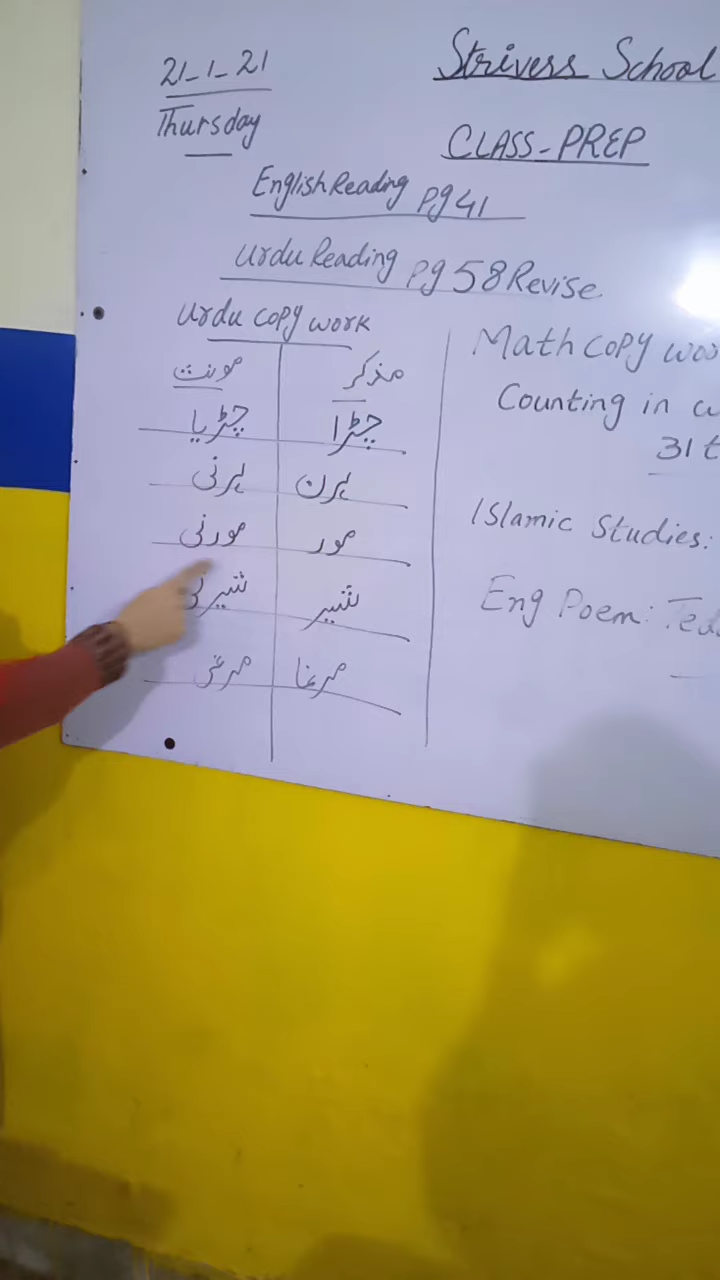 21-1-21
Thursday
Strivers School
CLASS-PREP
English Reading pg 41
Urdu Reading pg 58 Revise
Urdu copy work
مذکر مونث
چڑا چڑیا
ہرن ہرنی
مور مورنی
شیر شیرنی
مرغا مرغی
Math copy
Counting in
31
Islamic Studies:
Eng Poem: